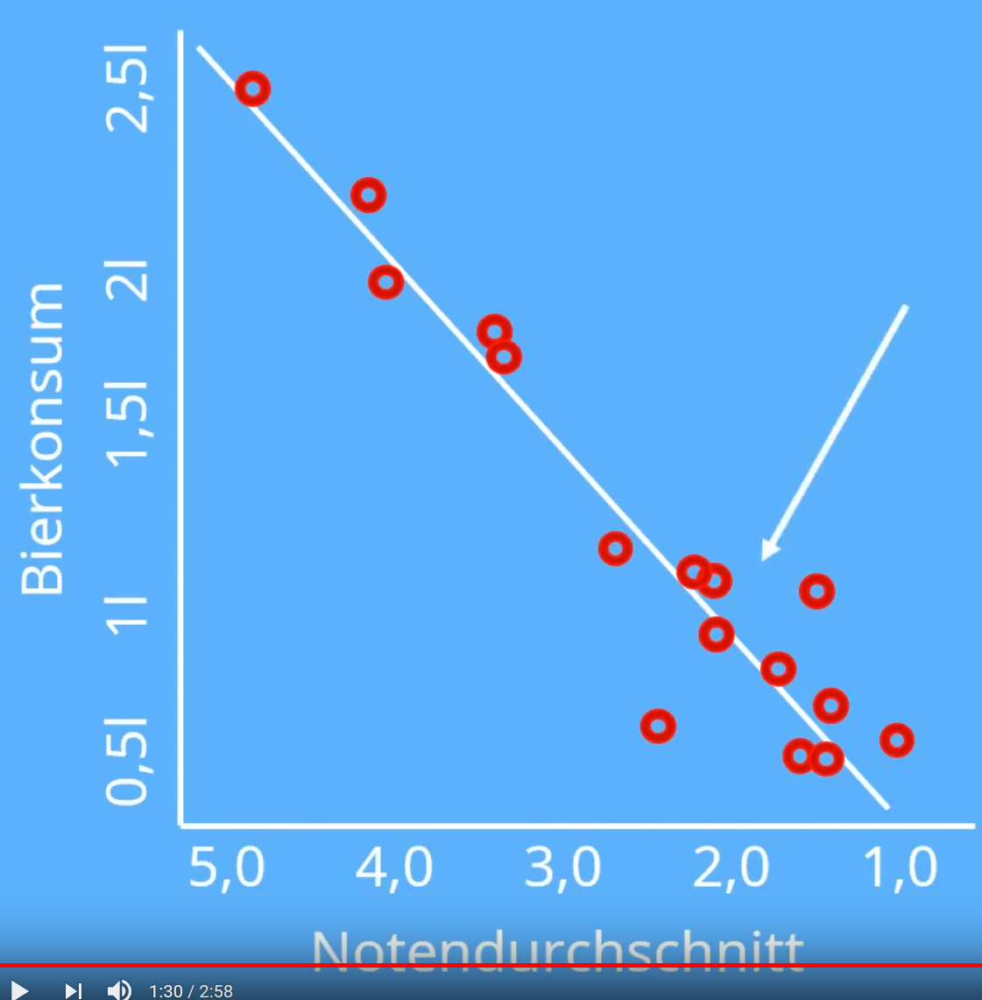 Bierkonsum
2,5l
2l
1,5l
1l
0,5l
5,0 4,0 3,0 2,0 1,0
Notendurchschnitt
1:30 / 2:58